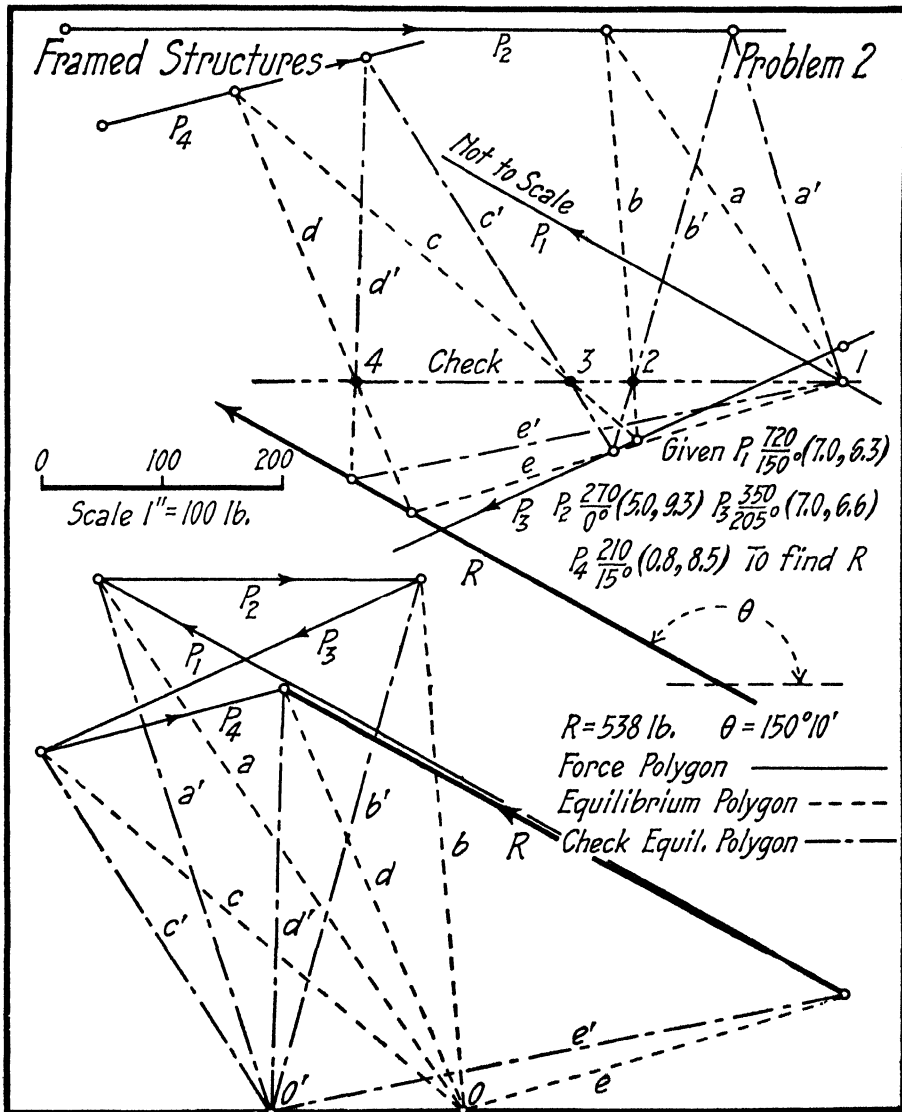 P2
Framed Structures
Problem 2
P4
Not to Scale
P1
a
a'
b
b'
c'
c
d
d'
4
Check
3
2
1
e'
e
Given P1 720/150° (7.0, 6.3)
0 100 200
Scale 1" = 100 lb.
P3
P2 270/0° (5.0, 9.3) P3 350/205° (7.0, 6.6)
P4 210/15° (0.8, 8.5) To find R
R
θ
P2
P1
P3
P4
R = 538 lb. θ = 150°10'
Force Polygon
Equilibrium Polygon
Check Equil. Polygon
a
a'
b'
b
R
d
c
c'
d'
e'
e
O'
O